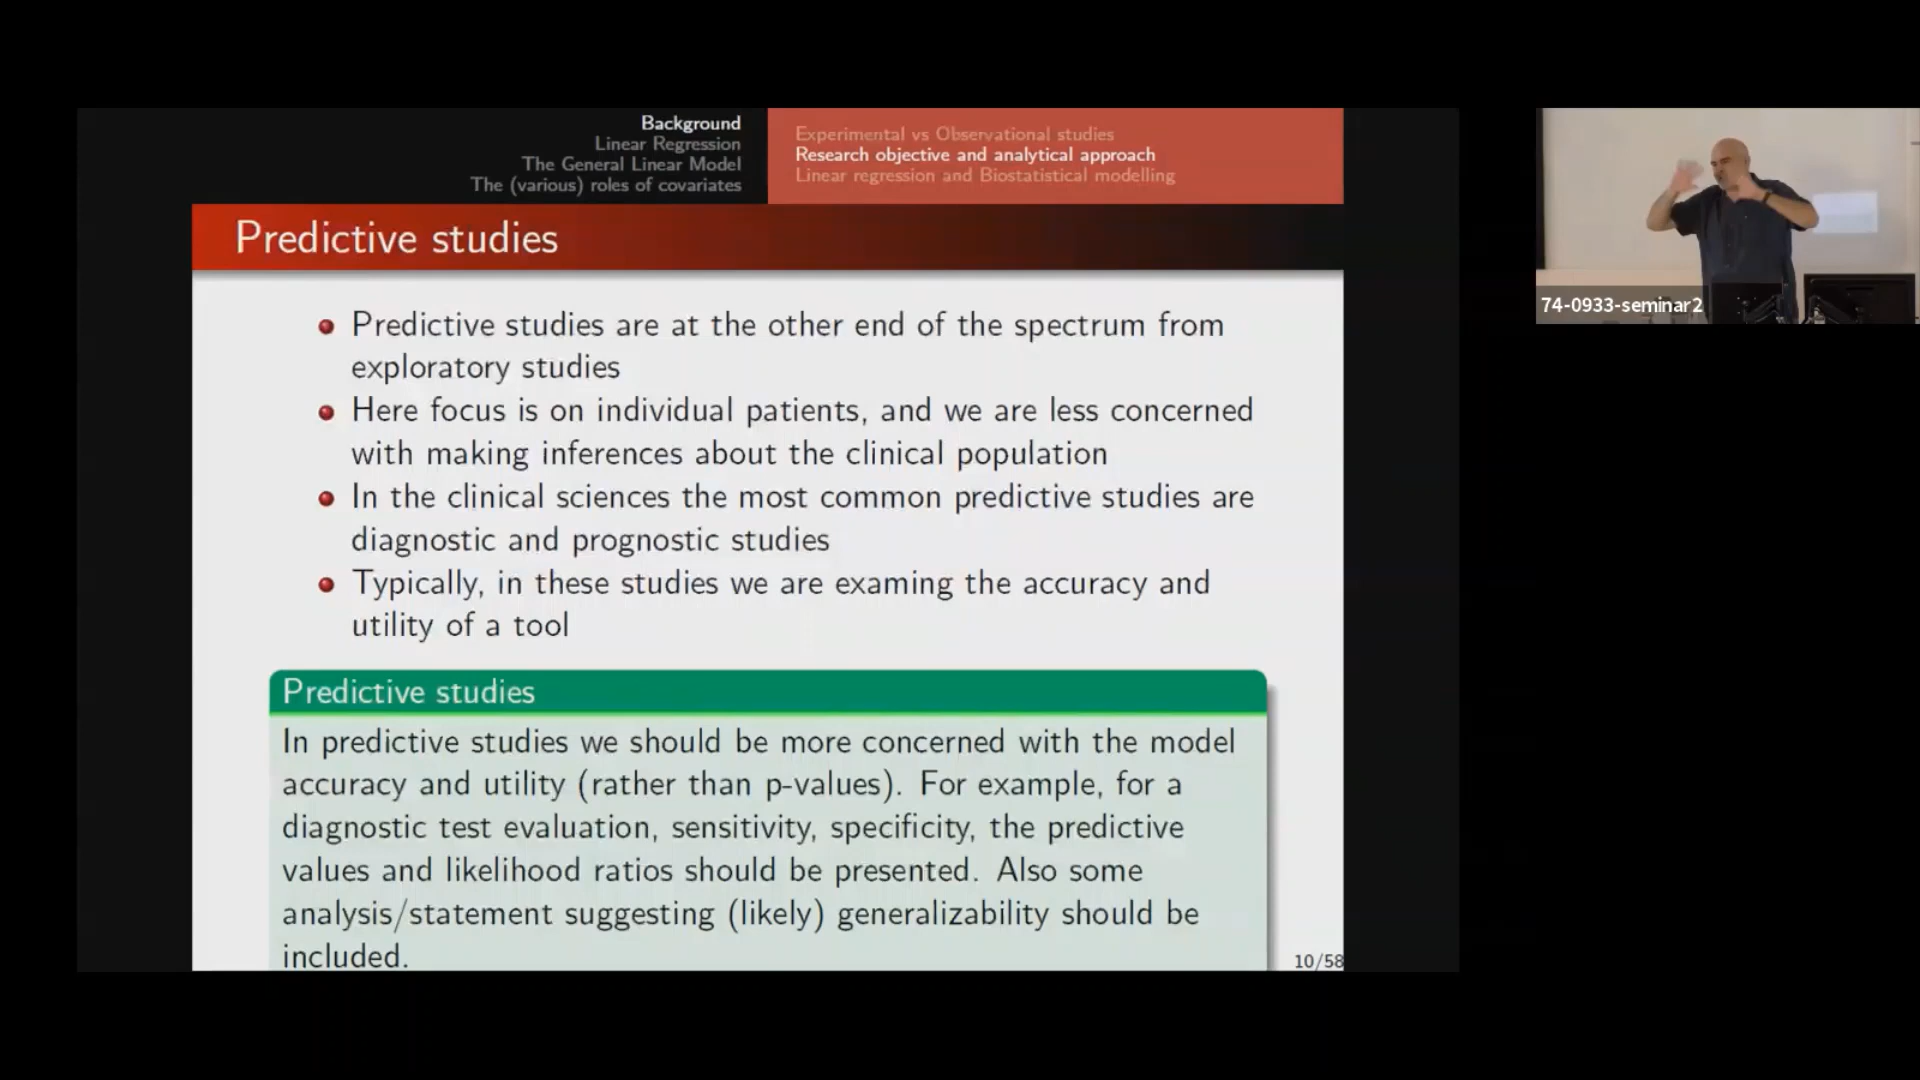 Background
Linear Regression
The General Linear Model
The (various) roles of covariates
Experimental vs Observational studies
Research objective and analytical approach
Linear regression and Biostatistical modelling
Predictive studies
Predictive studies are at the other end of the spectrum from
exploratory studies
Here focus is on individual patients, and we are less concerned
with making inferences about the clinical population
In the clinical sciences the most common predictive studies are
diagnostic and prognostic studies
Typically, in these studies we are examing the accuracy and
utility of a tool
Predictive studies
In predictive studies we should be more concerned with the model
accuracy and utility (rather than p-values). For example, for a
diagnostic test evaluation, sensitivity, specificity, the predictive
values and likelihood ratios should be presented. Also some
analysis/statement suggesting (likely) generalizability should be
included.
10/58
74-0933-seminar2